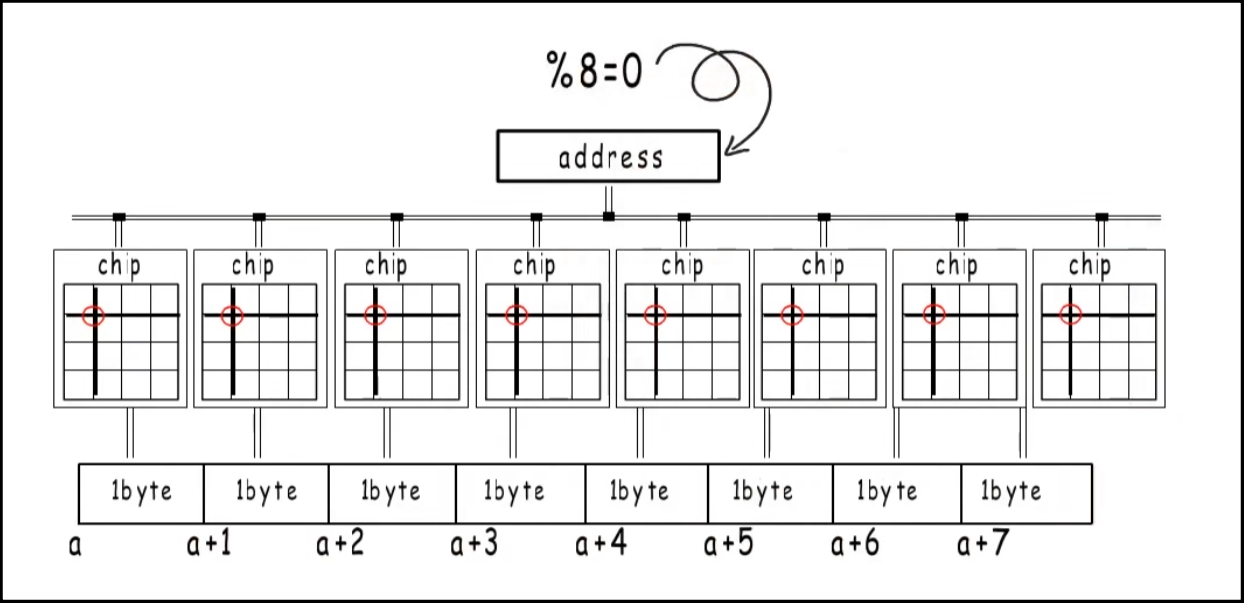 %8=0
address
chip chip chip chip chip chip chip chip
1byte 1byte 1byte 1byte 1byte 1byte 1byte 1byte
a a+1 a+2 a+3 a+4 a+5 a+6 a+7